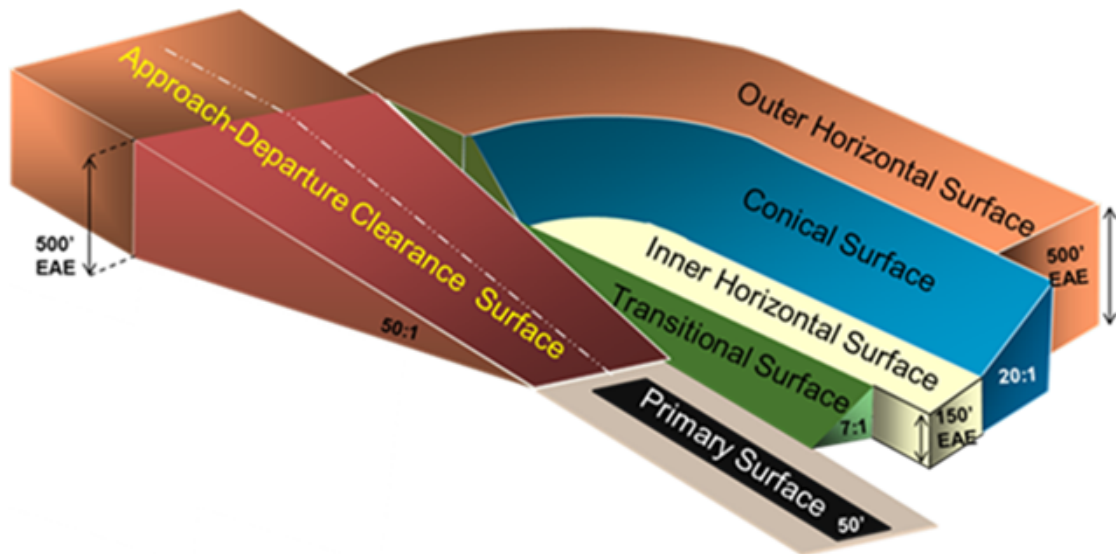 Approach-Departure Clearance Surface
Outer Horizontal Surface
Conical Surface
Inner Horizontal Surface
Transitional Surface
Primary Surface
500'
EAE
50:1
500'
EAE
20:1
150'
EAE
7:1
50'